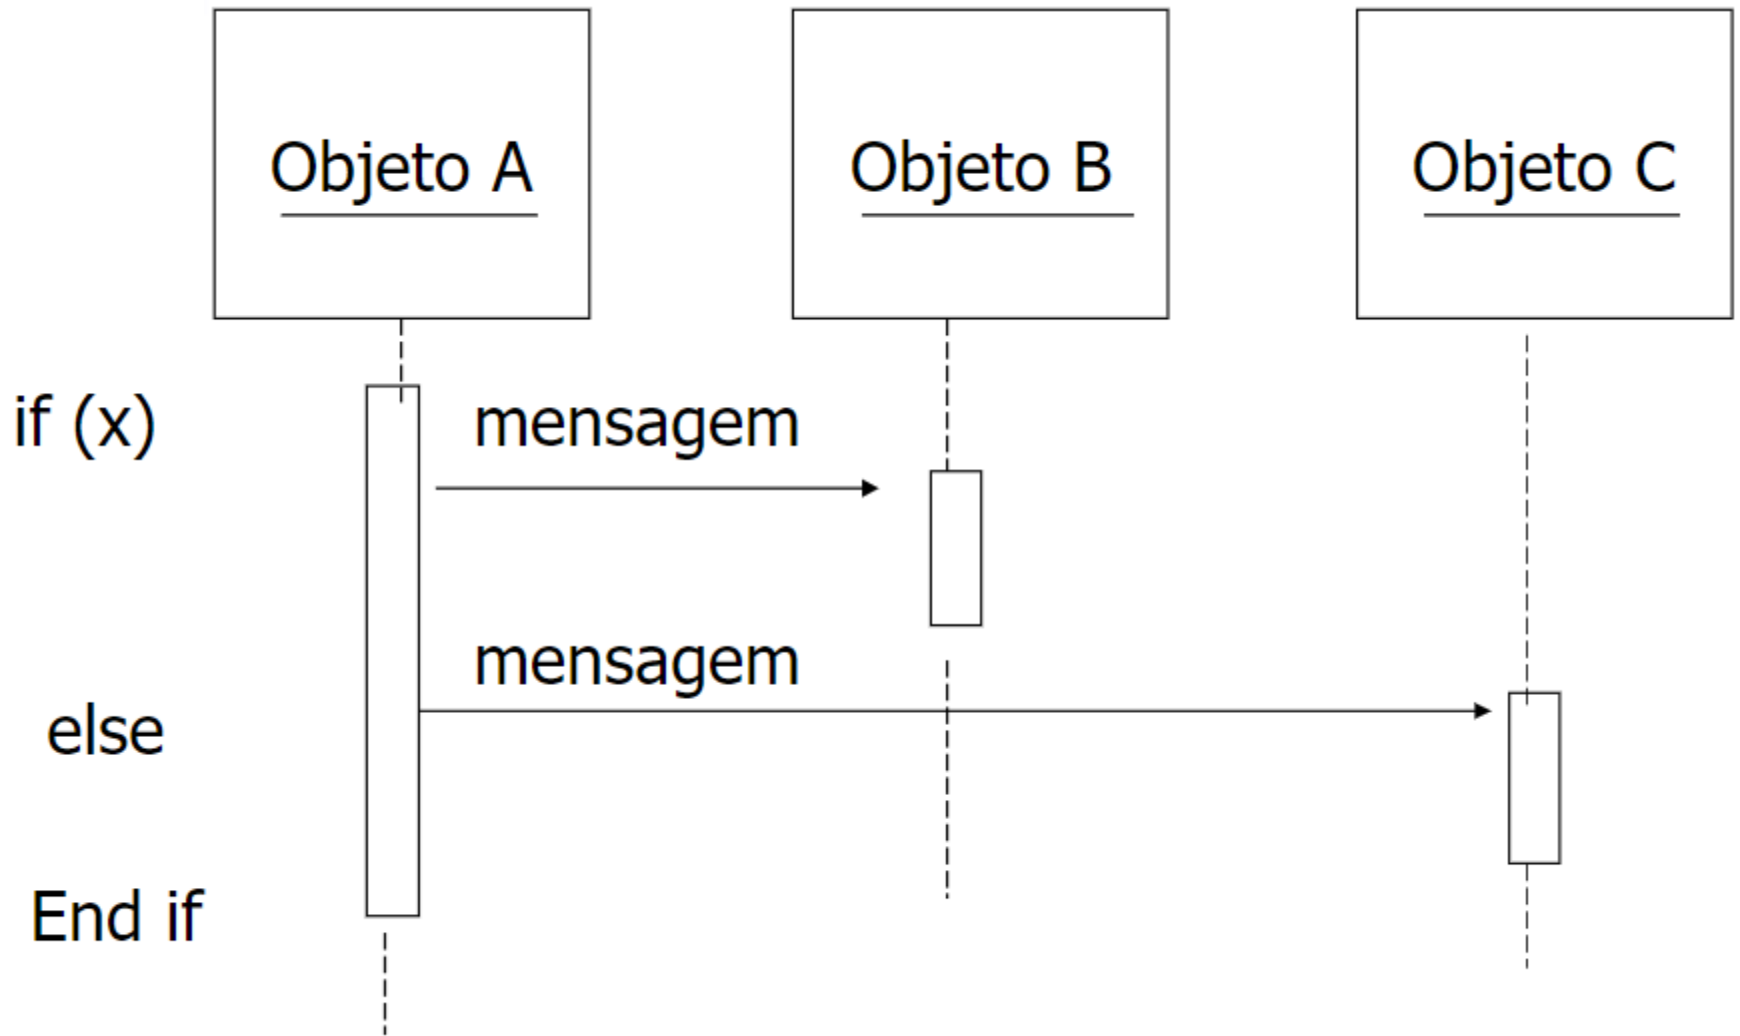 Objeto A
Objeto B
Objeto C
if (x)
mensagem
mensagem
else
End if